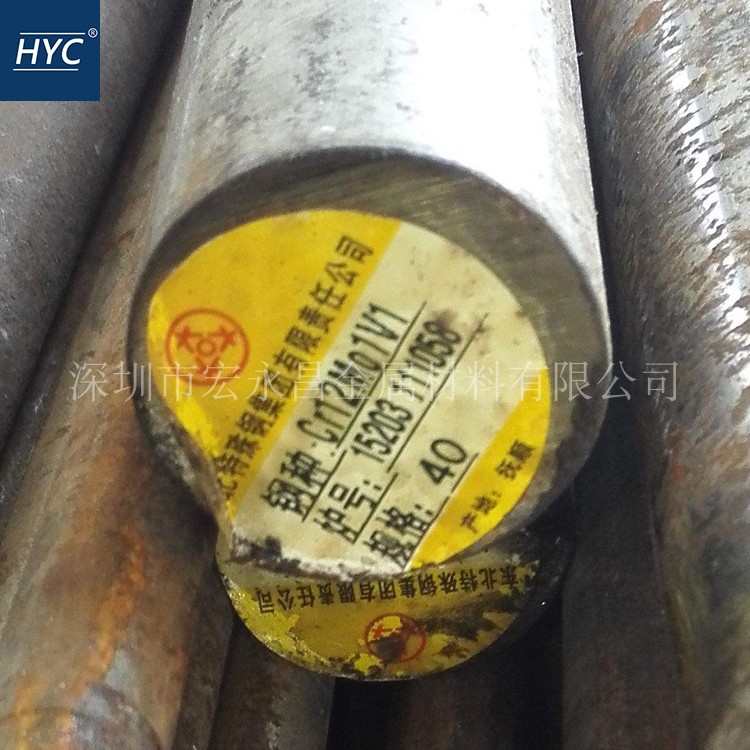 HYC®
北特殊钢集团有限责任公司
钢种:Cr12Mo1V1
炉号:15203 1058
规格:40
产地:抚顺
深圳市宏永昌金属材料有限公司
东北特殊钢集团有限责任公司